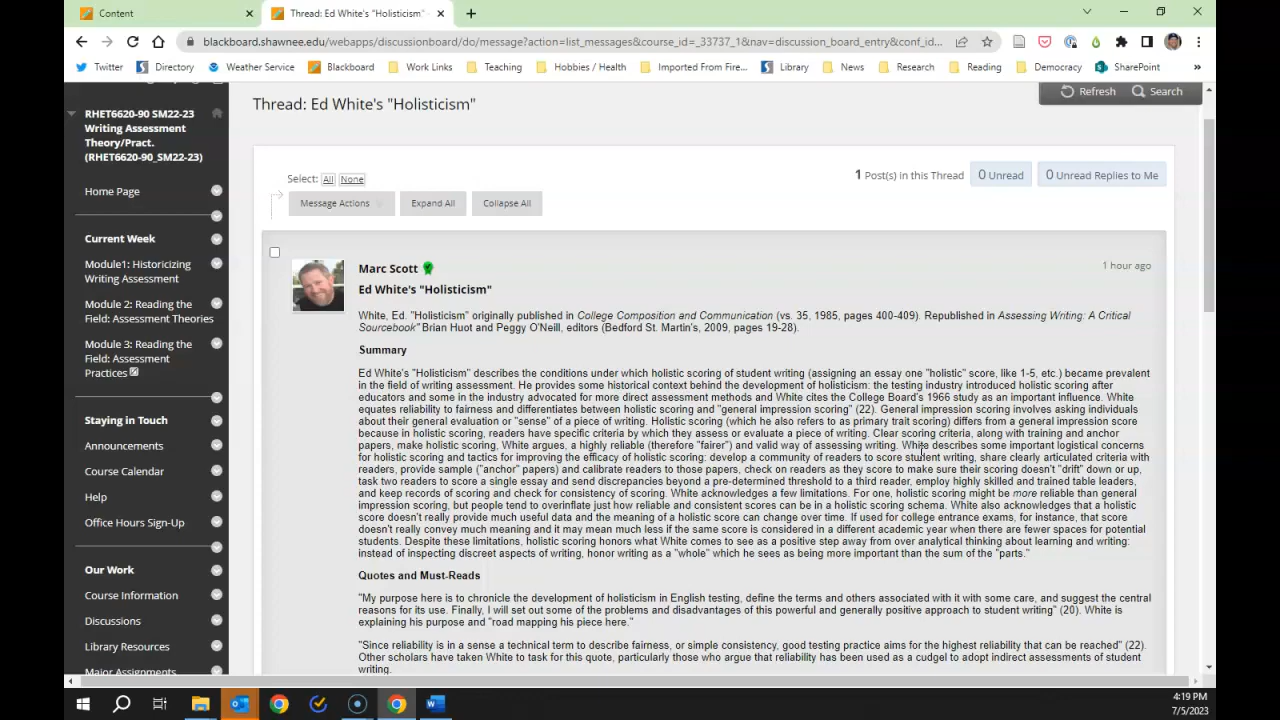 Content
Thread: Ed White's "Holisticism" -
blackboard.shawnee.edu/webapps/discussionboard/do/message?action=list_messages&course_id=_33737_1&nav=discussion_board_entry&conf_id...
Twitter Directory Weather Service Blackboard Work Links Teaching Hobbies / Health Imported From Fire... Library News Research Reading Democracy SharePoint »
Thread: Ed White's "Holisticism"
Refresh Search
RHET6620-90 SM22-23
Writing Assessment
Theory/Pract.
(RHET6620-90_SM22-23)
Home Page
Current Week
Module1: Historicizing
Writing Assessment
Module 2: Reading the
Field: Assessment Theories
Module 3: Reading the
Field: Assessment
Practices
Staying in Touch
Announcements
Course Calendar
Help
Office Hours Sign-Up
Our Work
Course Information
Discussions
Library Resources
Major Assignments
Select: All None
1 Post(s) in this Thread 0 Unread 0 Unread Replies to Me
Message Actions Expand All Collapse All
Marc Scott
1 hour ago
Ed White's "Holisticism"
White, Ed. "Holisticism" originally published in College Composition and Communication (vs. 35, 1985, pages 400-409). Republished in Assessing Writing: A Critical
Sourcebook" Brian Huot and Peggy O'Neill, editors (Bedford St. Martin's, 2009, pages 19-28).
Summary
Ed White's "Holisticism" describes the conditions under which holistic scoring of student writing (assigning an essay one "holistic" score, like 1-5, etc.) became prevalent
in the field of writing assessment. He provides some historical context behind the development of holisticism: the testing industry introduced holistic scoring after
educators and some in the industry advocated for more direct assessment methods and White cites the College Board's 1966 study as an important influence. White
equates reliability to fairness and differentiates between holistic scoring and "general impression scoring" (22). General impression scoring involves asking individuals
about their general evaluation or "sense" of a piece of writing. Holistic scoring (which he also refers to as primary trait scoring) differs from a general impression score
because in holistic scoring, readers have specific criteria by which they assess or evaluate a piece of writing. Clear scoring criteria, along with training and anchor
papers, make holistic scoring, White argues, a highly reliable (therefore "fairer") and valid way of assessing writing. White describes some important logistical concerns
for holistic scoring and tactics for improving the efficacy of holistic scoring: develop a community of readers to score student writing, share clearly articulated criteria with
readers, provide sample ("anchor" papers) and calibrate readers to those papers, check on readers as they score to make sure their scoring doesn't "drift" down or up,
task two readers to score a single essay and send discrepancies beyond a pre-determined threshold to a third reader, employ highly skilled and trained table leaders,
and keep records of scoring and check for consistency of scoring. White acknowledges a few limitations. For one, holistic scoring might be more reliable than general
impression scoring, but people tend to overinflate just how reliable and consistent scores can be in a holistic scoring schema. White also acknowledges that a holistic
score doesn't really provide much useful data and the meaning of a holistic score can change over time. If used for college entrance exams, for instance, that score
doesn't really convey much meaning and it may mean much less if the same score is considered in a different academic year when there are fewer spaces for potential
students. Despite these limitations, holistic scoring honors what White comes to see as a positive step away from over analytical thinking about learning and writing:
instead of inspecting discreet aspects of writing, honor writing as a "whole" which he sees as being more important than the sum of the "parts."
Quotes and Must-Reads
"My purpose here is to chronicle the development of holisticism in English testing, define the terms and others associated with it with some care, and suggest the central
reasons for its use. Finally, I will set out some of the problems and disadvantages of this powerful and generally positive approach to student writing" (20). White is
explaining his purpose and "road mapping his piece here."
"Since reliability is in a sense a technical term to describe fairness, or simple consistency, good testing practice aims for the highest reliability that can be reached" (22).
Other scholars have taken White to task for this quote, particularly those who argue that reliability has been used as a cudgel to adopt indirect assessments of student
writing.
4:19 PM
7/5/2023